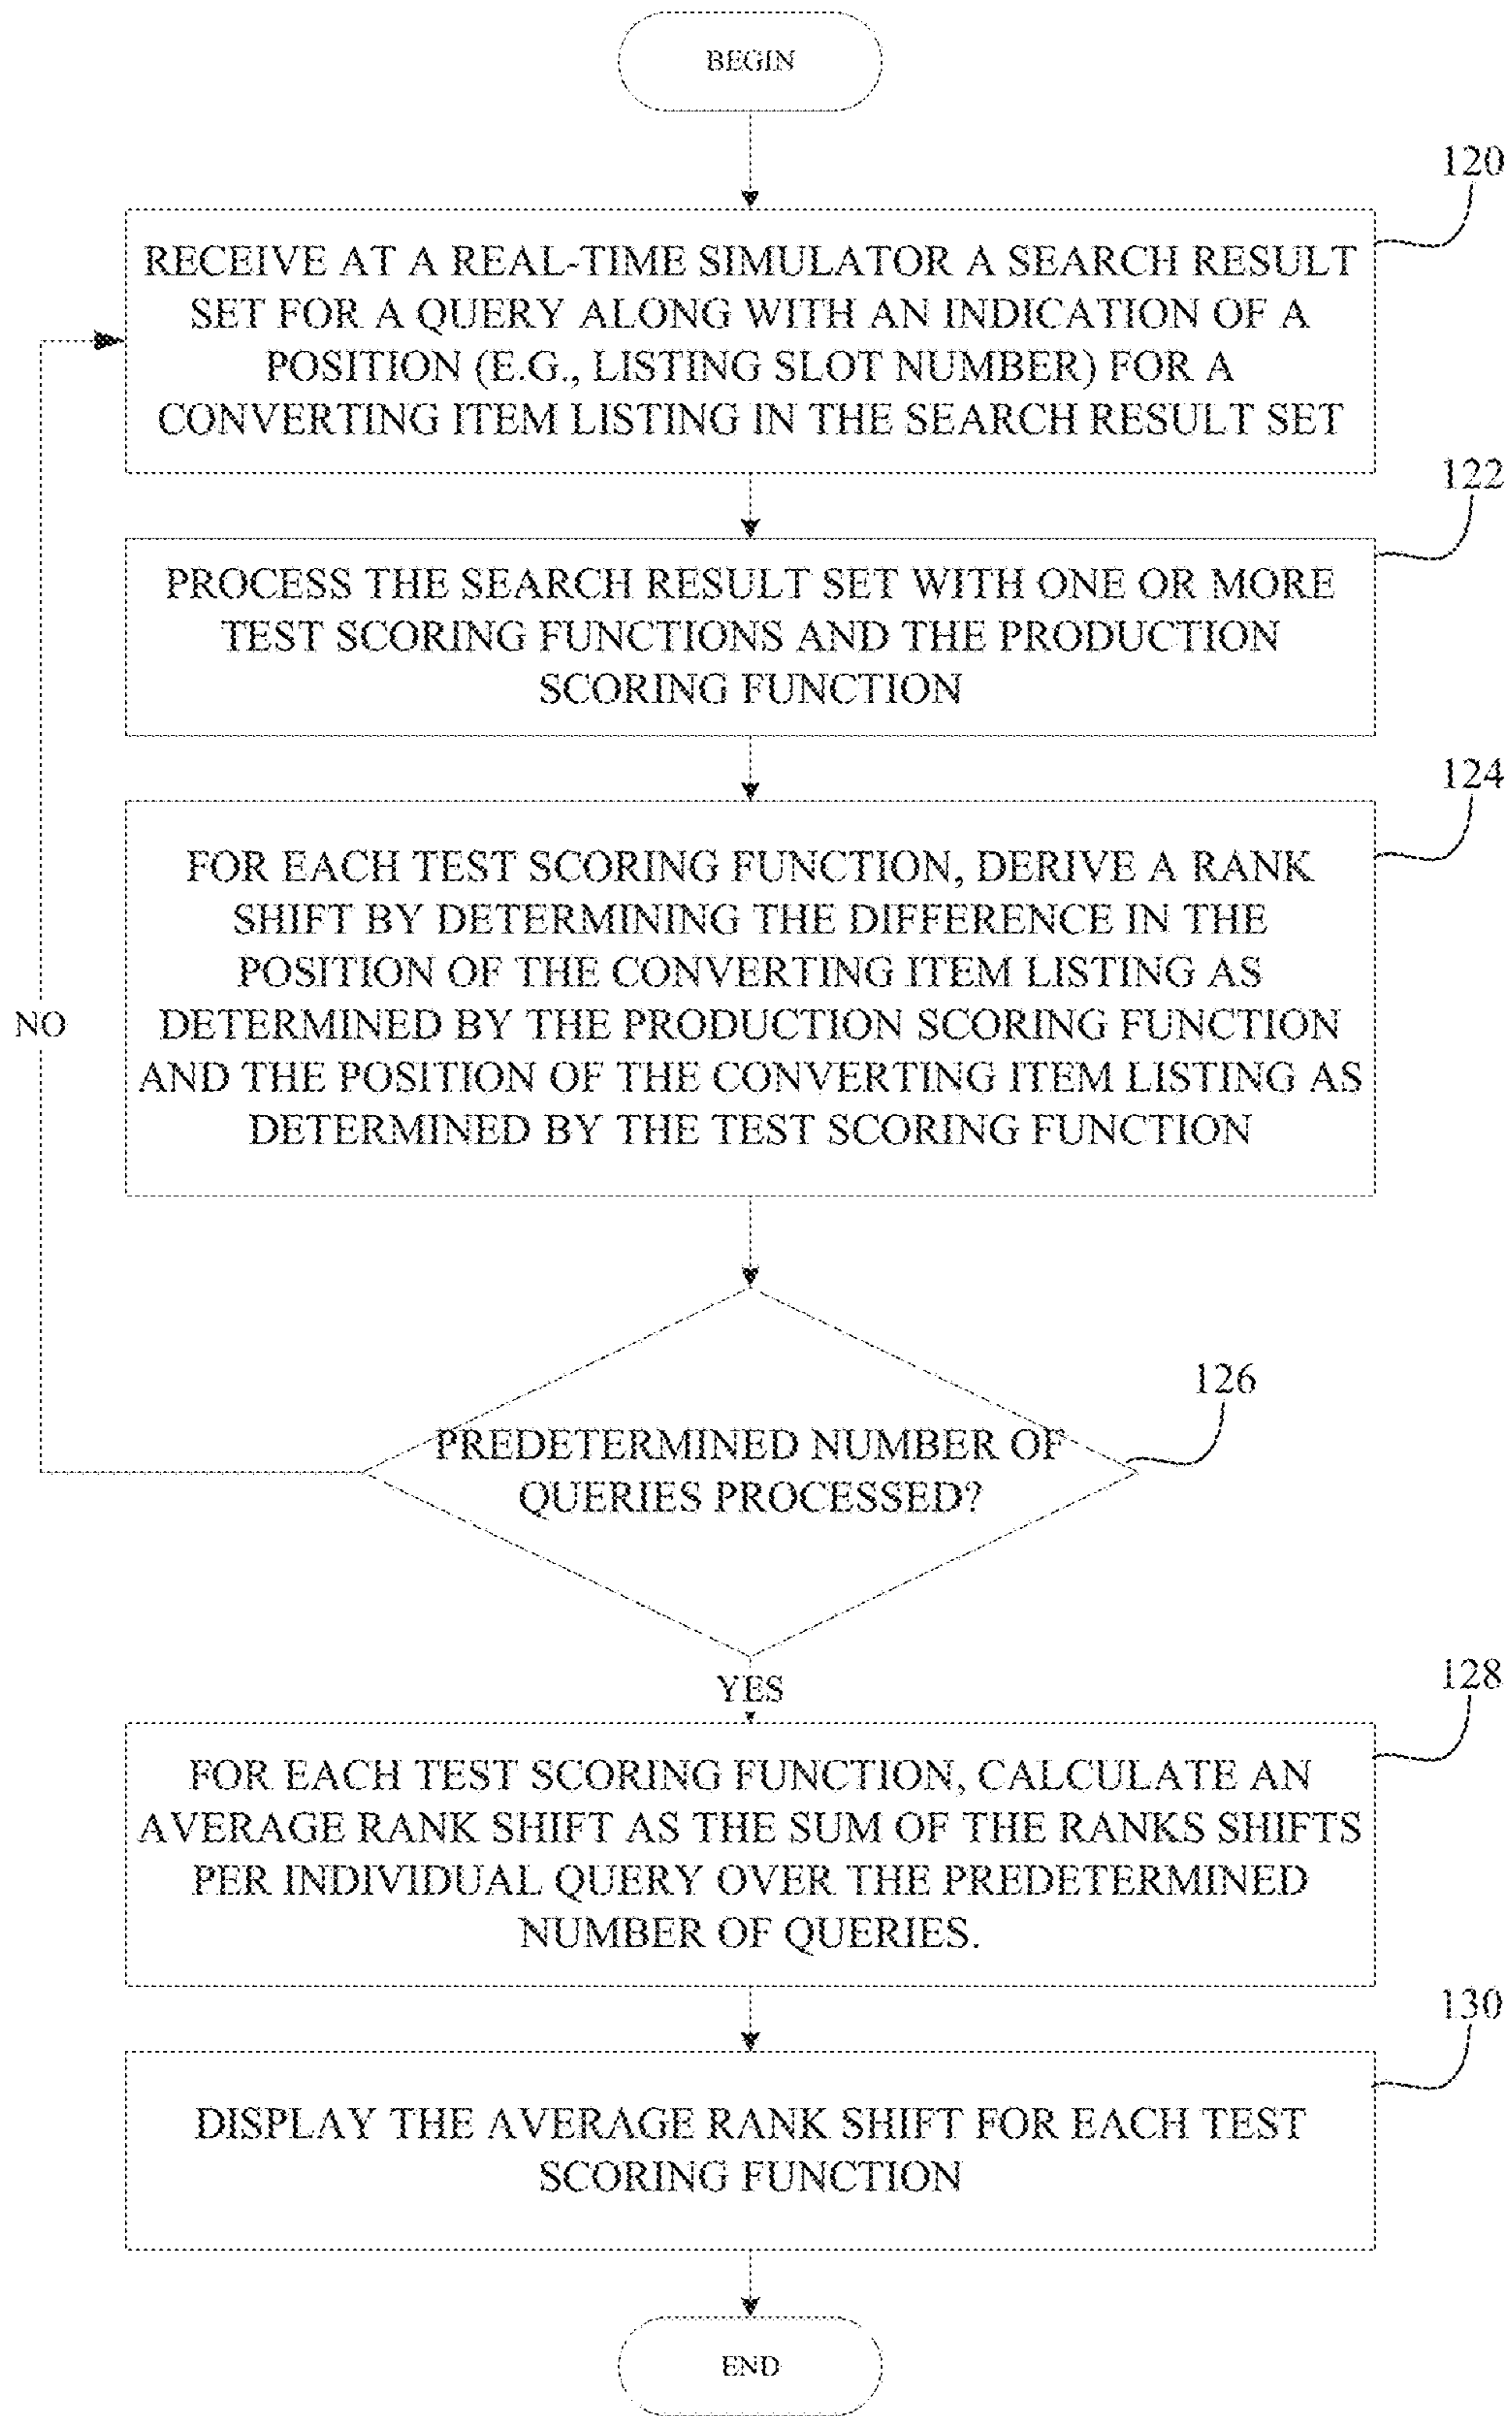 BEGIN
120
RECEIVE AT A REAL-TIME SIMULATOR A SEARCH RESULT
SET FOR A QUERY ALONG WITH AN INDICATION OF A
POSITION (E.G., LISTING SLOT NUMBER) FOR A
CONVERTING ITEM LISTING IN THE SEARCH RESULT SET
122
PROCESS THE SEARCH RESULT SET WITH ONE OR MORE
TEST SCORING FUNCTIONS AND THE PRODUCTION
SCORING FUNCTION
124
FOR EACH TEST SCORING FUNCTION, DERIVE A RANK
SHIFT BY DETERMINING THE DIFFERENCE IN THE
POSITION OF THE CONVERTING ITEM LISTING AS
DETERMINED BY THE PRODUCTION SCORING FUNCTION
AND THE POSITION OF THE CONVERTING ITEM LISTING AS
DETERMINED BY THE TEST SCORING FUNCTION
NO
126
PREDETERMINED NUMBER OF
QUERIES PROCESSED?
YES
128
FOR EACH TEST SCORING FUNCTION, CALCULATE AN
AVERAGE RANK SHIFT AS THE SUM OF THE RANKS SHIFTS
PER INDIVIDUAL QUERY OVER THE PREDETERMINED
NUMBER OF QUERIES.
130
DISPLAY THE AVERAGE RANK SHIFT FOR EACH TEST
SCORING FUNCTION
END